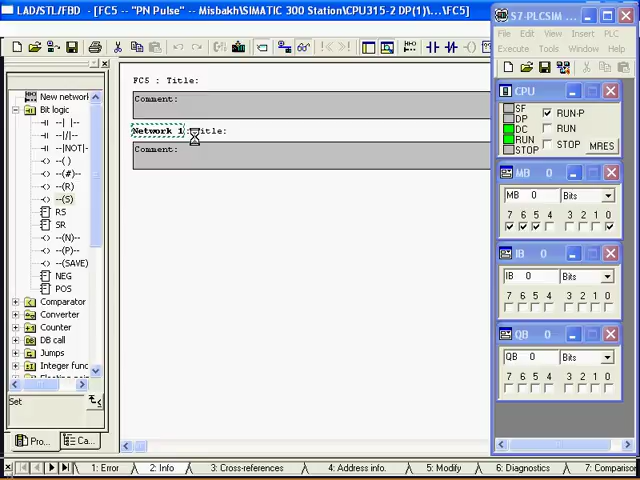 LAD/STL/FBD - [FC5 -- "PN Pulse" -- Misbakh\SIMATIC 300 Station\CPU315-2 DP(1)\...\FC5]
S7-PLCSIM
File Edit View Insert PLC
Execute Tools Window
New network
Bit logic
--| |--
--|/|--
--|NOT|--
--( )
--(#)--
--(R)
--(S)
RS
SR
--(N)--
--(P)--
--(SAVE)
NEG
POS
Comparator
Converter
Counter
DB call
Jumps
Integer func
Set
Pro...
Ca...
FC5 : Title:
Comment:
Network 1: Title:
Comment:
CPU
SF
DP
DC
RUN
STOP
RUN-P
RUN
STOP
MRES
MB 0
MB 0 Bits
7 6 5 4 3 2 1 0
IB 0
IB 0 Bits
7 6 5 4 3 2 1 0
QB 0
QB 0 Bits
7 6 5 4 3 2 1 0
1: Error 2: Info 3: Cross-references 4: Address info. 5: Modify 6: Diagnostics 7: Comparison